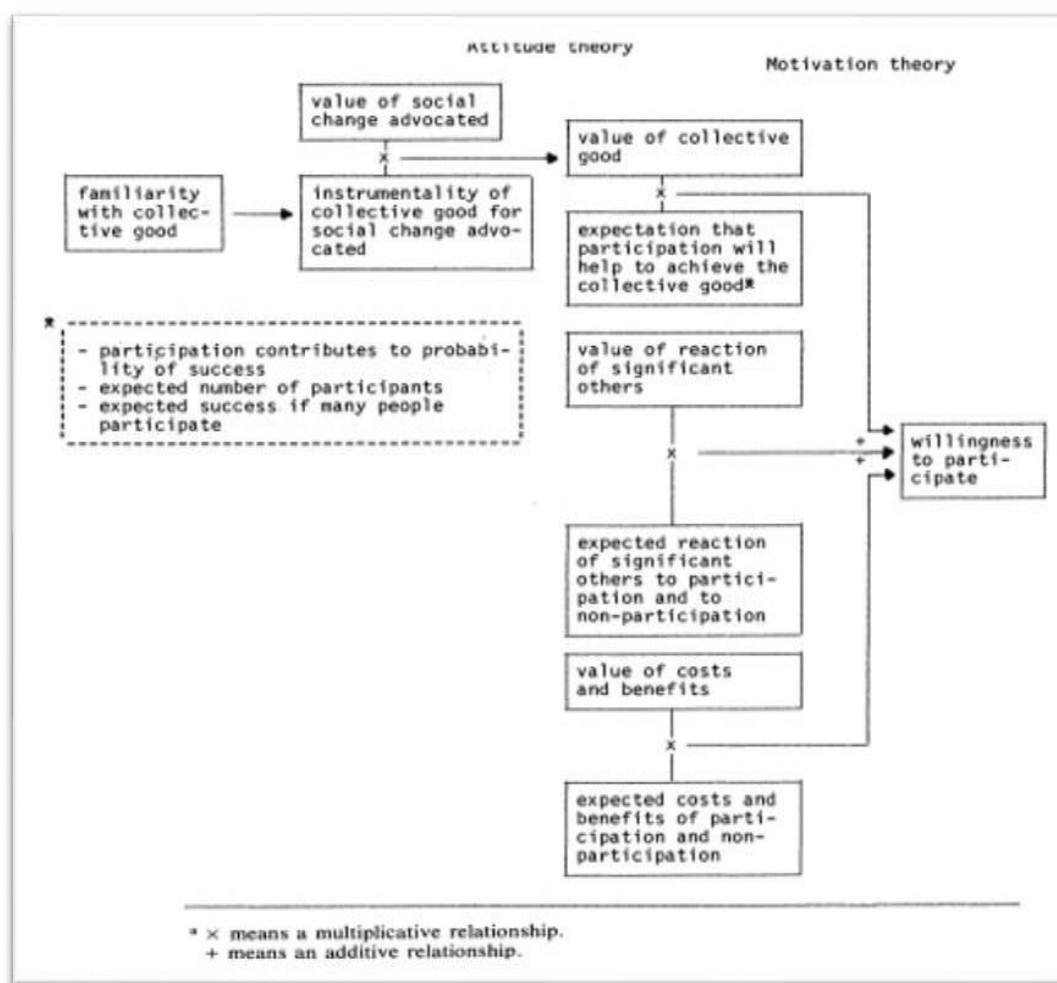 Attitude theory
Motivation theory
value of social
change advocated
×
value of collective
good
familiarity
with collec-
tive good
instrumentality of
collective good for
social change advo-
cated
×
expectation that
participation will
help to achieve the
collective good*
*
- participation contributes to probabi-
lity of success
- expected number of participants
- expected success if many people
participate
value of reaction
of significant
others
×
+
+
willingness
to parti-
cipate
expected reaction
of significant
others to partici-
pation and to
non-participation
value of costs
and benefits
×
expected costs and
benefits of parti-
cipation and non-
participation
* × means a multiplicative relationship.
+ means an additive relationship.